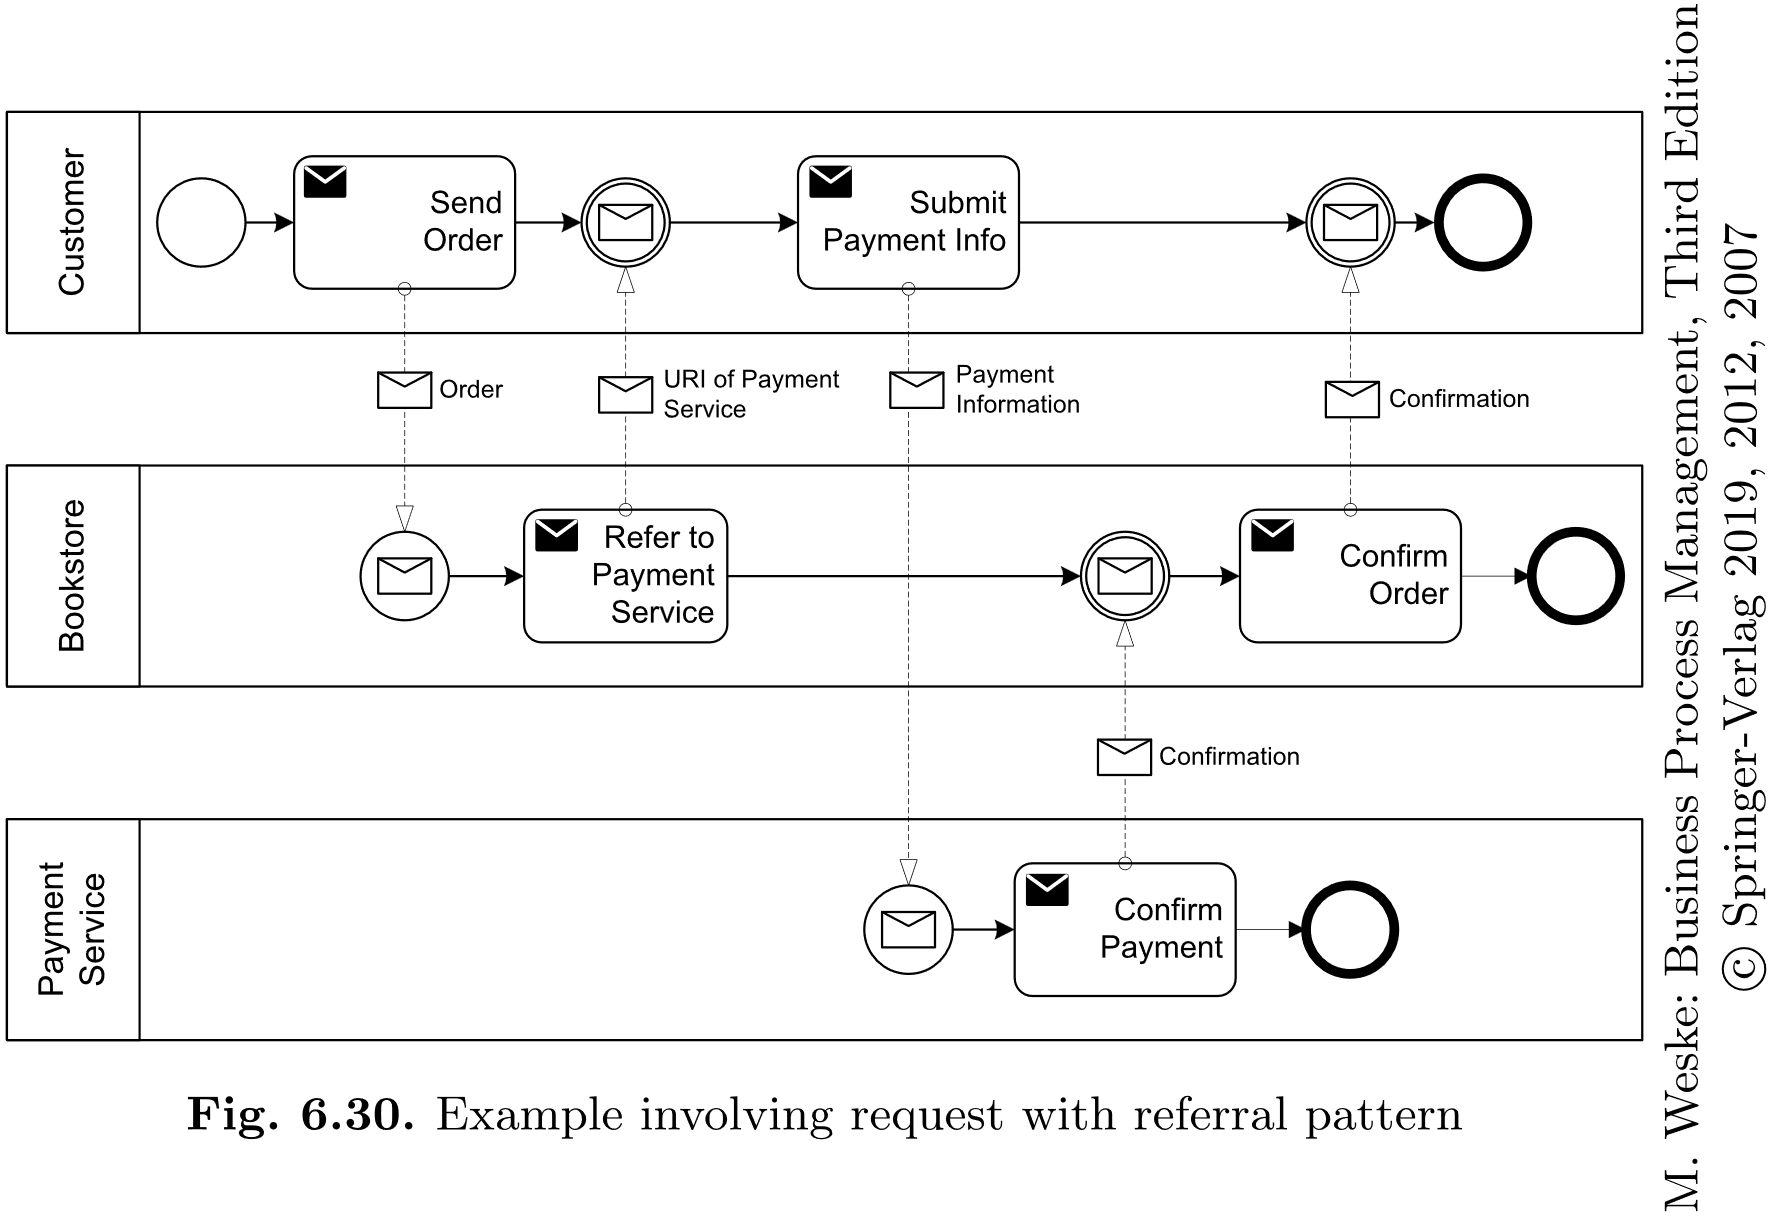 Customer
Send
Order
Submit
Payment Info
Order
URI of Payment
Service
Payment
Information
Confirmation
Bookstore
Refer to
Payment
Service
Confirm
Order
Confirmation
Payment
Service
Confirm
Payment
Fig. 6.30. Example involving request with referral pattern
M. Weske: Business Process Management, Third Edition
© Springer-Verlag 2019, 2012, 2007